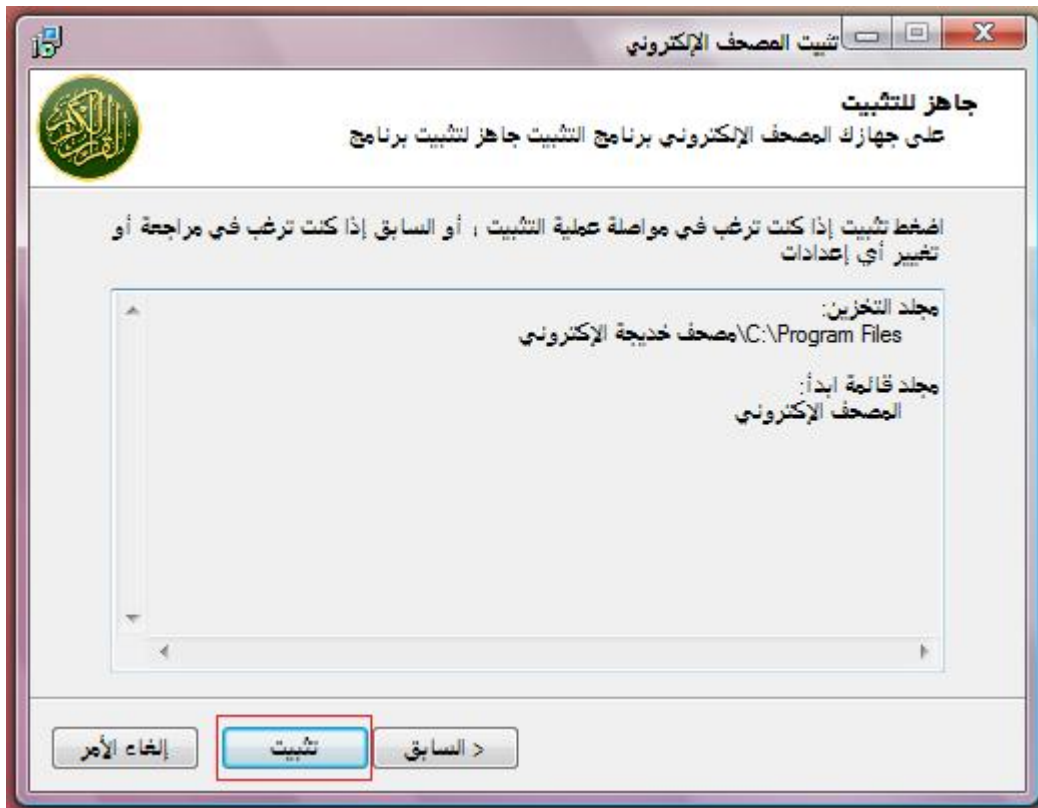 تثبيت المصحف الإلكتروني
جاهز للتثبيت
على جهازك المصحف الإلكتروني برنامج التثبيت جاهز لتثبيت برنامج
اضغط تثبيت إذا كنت ترغب في مواصلة عملية التثبيت ، أو السابق إذا كنت ترغب في مراجعة أو
تغيير أي إعدادات
مجلد التخزين:
C:\Program Files\مصحف خديجة الإكتروني
مجلد قائمة ابدأ:
المصحف الإكتروني
< السابق
تثبيت
إلغاء الأمر